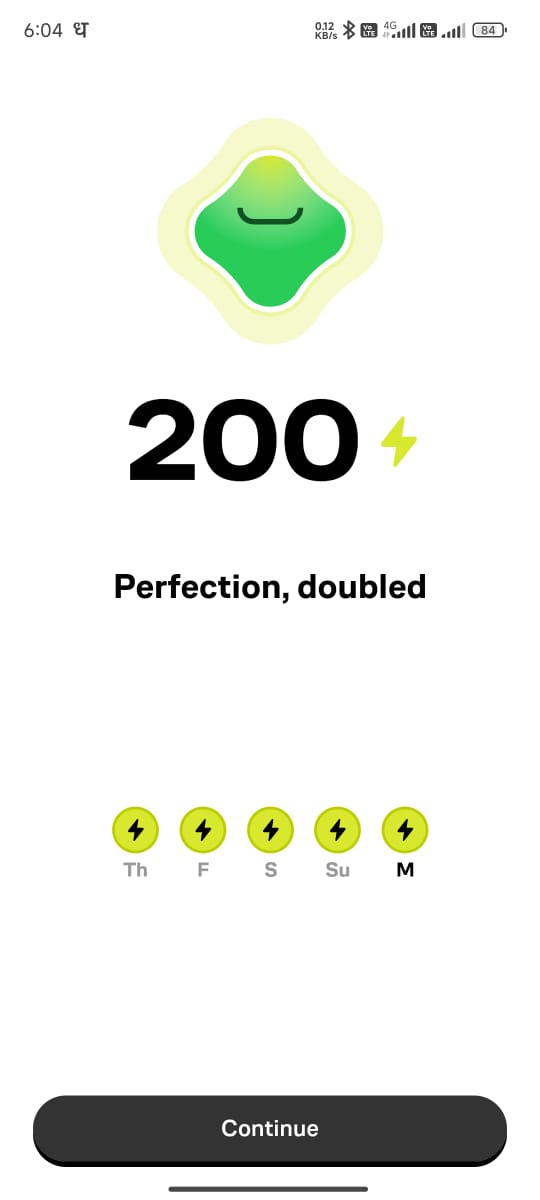 6:04 ध
0.12 KB/s Vo LTE 4G Vo LTE 84
200
Perfection, doubled
Th F S Su M
Continue